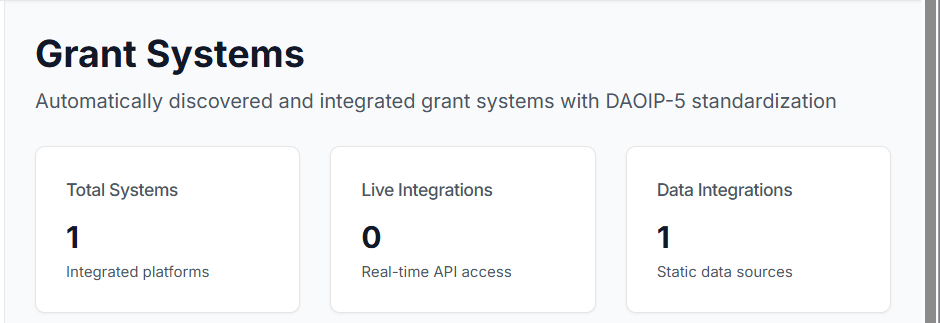 Grant Systems
Automatically discovered and integrated grant systems with DAOIP-5 standardization
Total Systems
1
Integrated platforms
Live Integrations
0
Real-time API access
Data Integrations
1
Static data sources